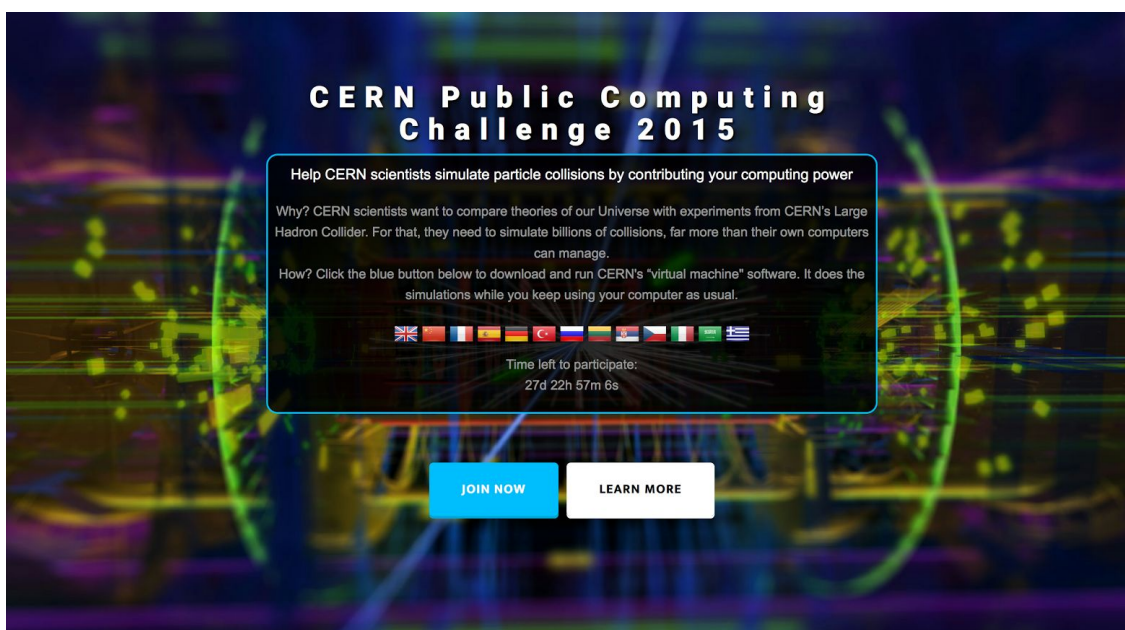 CERN Public Computing
Challenge 2015
Help CERN scientists simulate particle collisions by contributing your computing power
Why? CERN scientists want to compare theories of our Universe with experiments from CERN's Large
Hadron Collider. For that, they need to simulate billions of collisions, far more than their own computers
can manage.
How? Click the blue button below to download and run CERN's "virtual machine" software. It does the
simulations while you keep using your computer as usual.
Time left to participate:
27d 22h 57m 6s
JOIN NOW
LEARN MORE